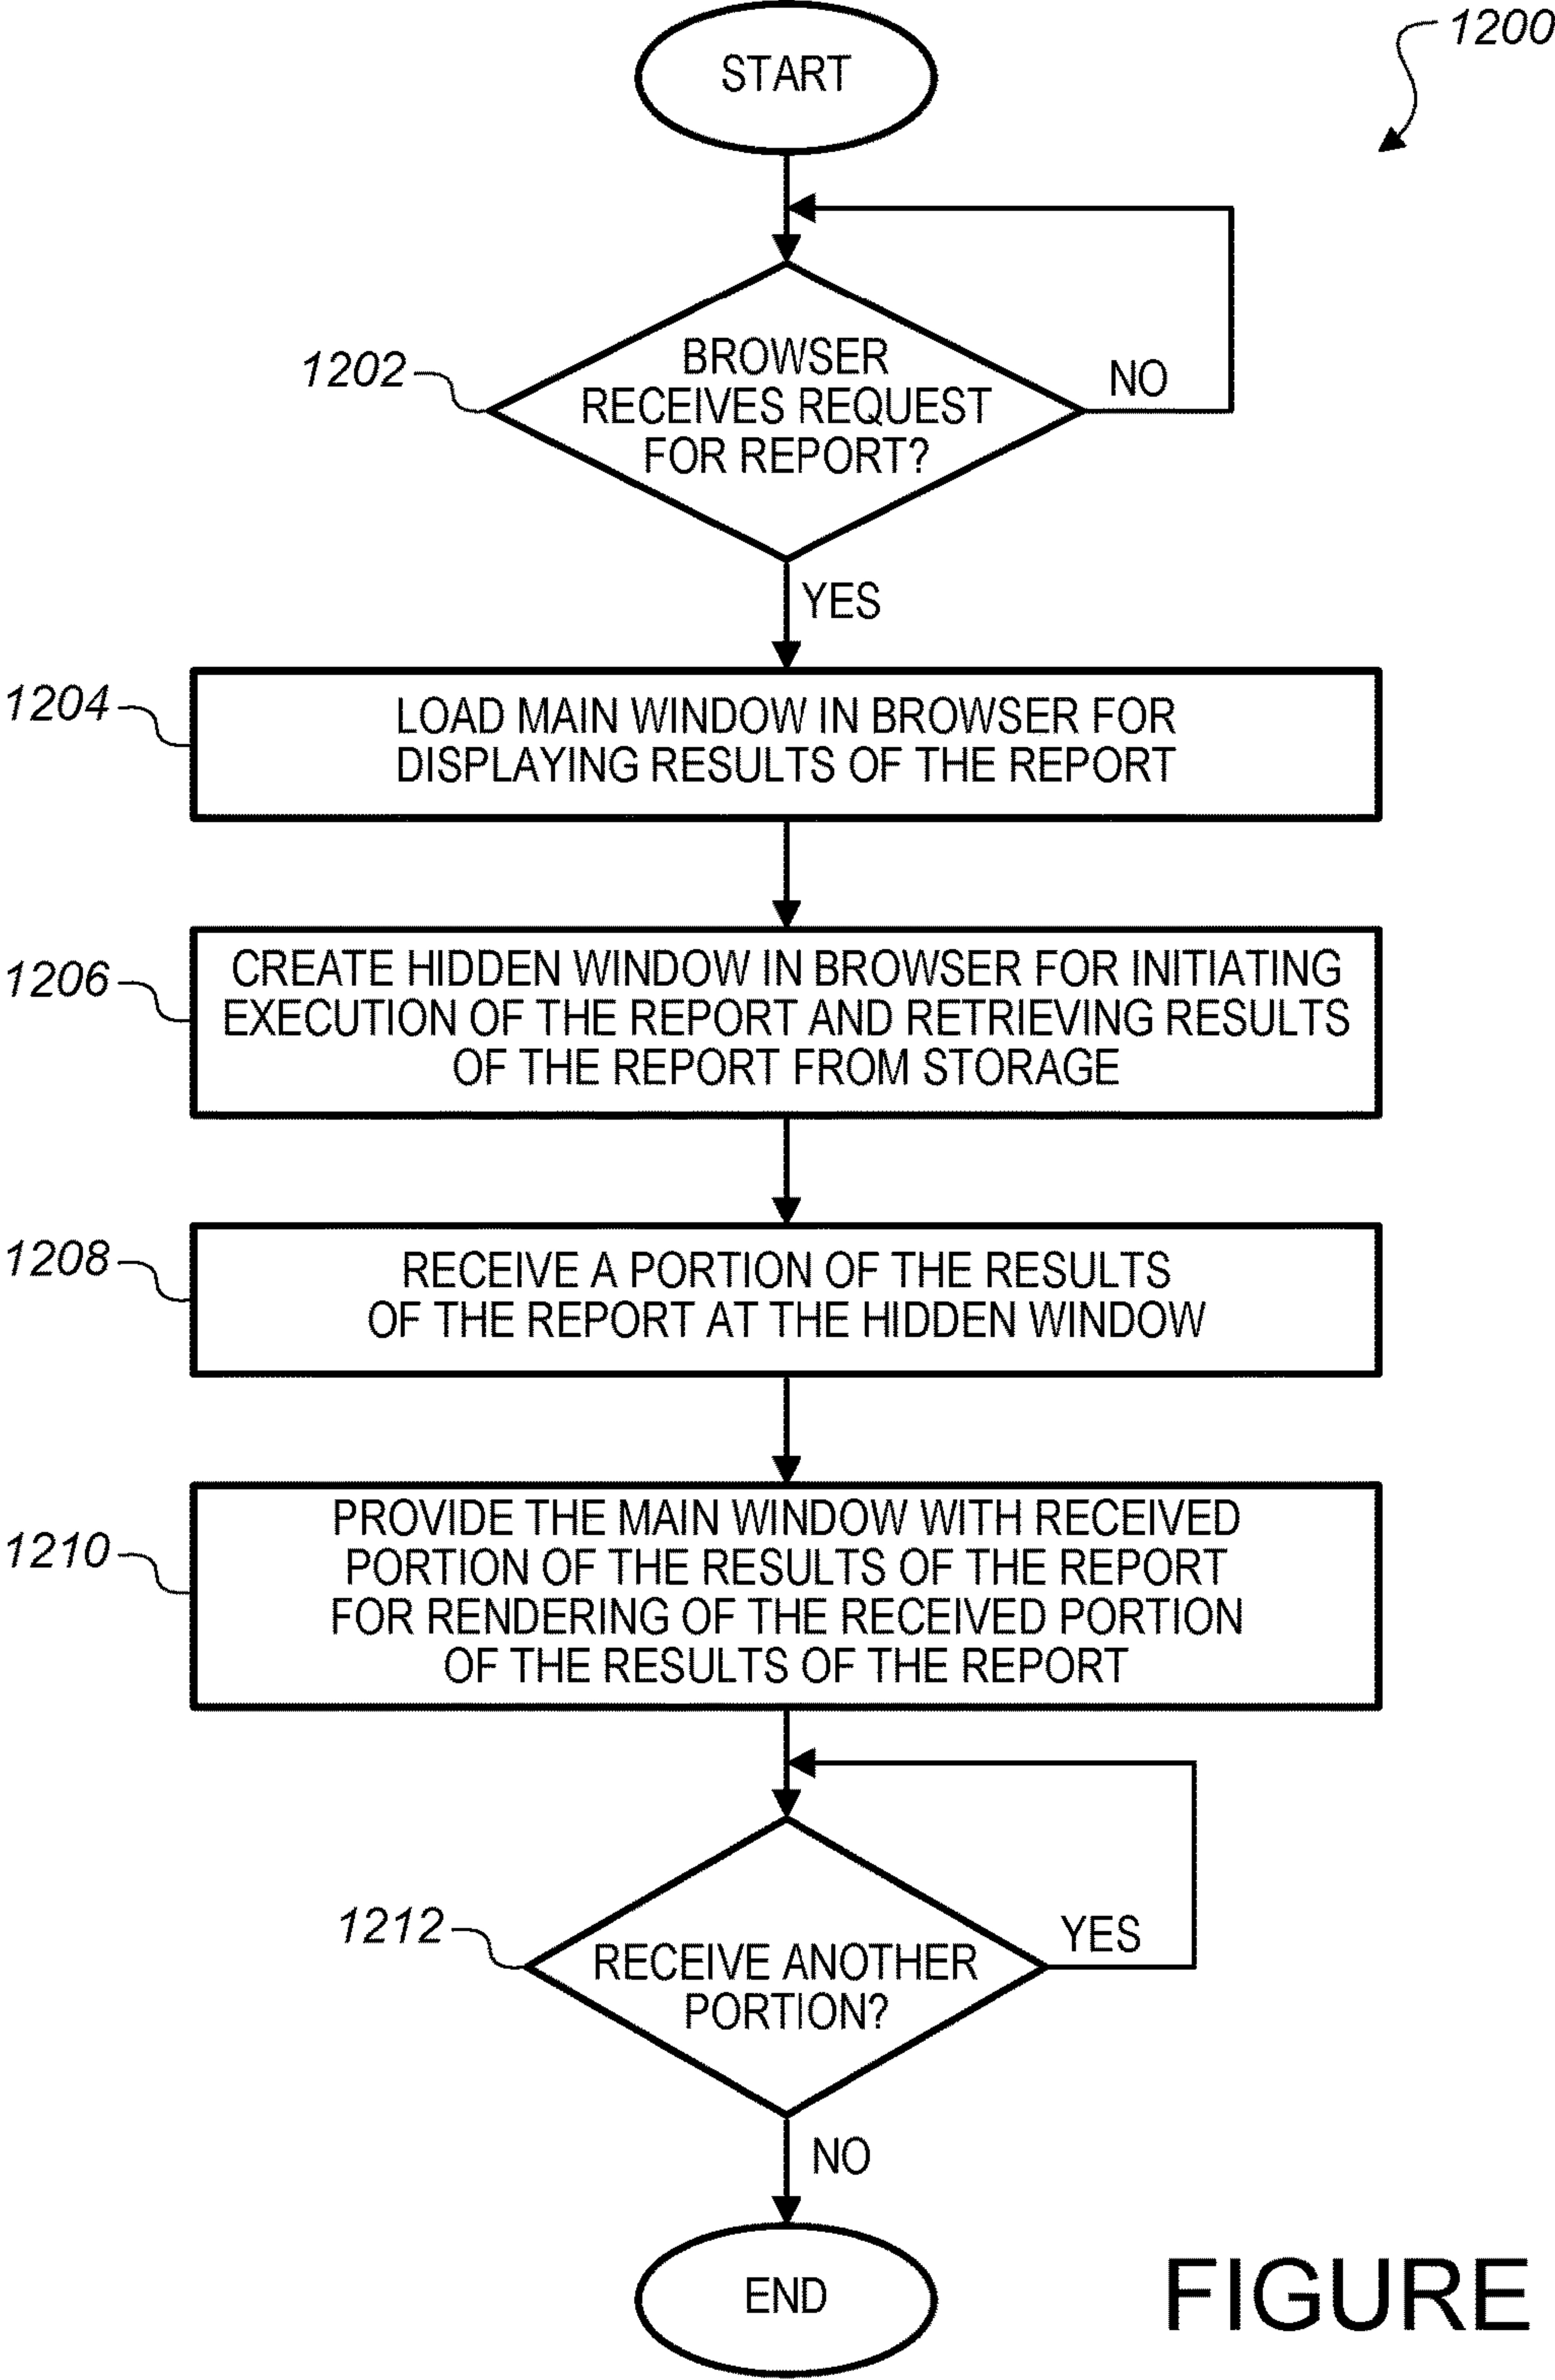 1200
START
1202
BROWSER
RECEIVES REQUEST
FOR REPORT?
NO
YES
1204
LOAD MAIN WINDOW IN BROWSER FOR
DISPLAYING RESULTS OF THE REPORT
1206
CREATE HIDDEN WINDOW IN BROWSER FOR INITIATING
EXECUTION OF THE REPORT AND RETRIEVING RESULTS
OF THE REPORT FROM STORAGE
1208
RECEIVE A PORTION OF THE RESULTS
OF THE REPORT AT THE HIDDEN WINDOW
1210
PROVIDE THE MAIN WINDOW WITH RECEIVED
PORTION OF THE RESULTS OF THE REPORT
FOR RENDERING OF THE RECEIVED PORTION
OF THE RESULTS OF THE REPORT
1212
RECEIVE ANOTHER
PORTION?
YES
NO
END
FIGURE